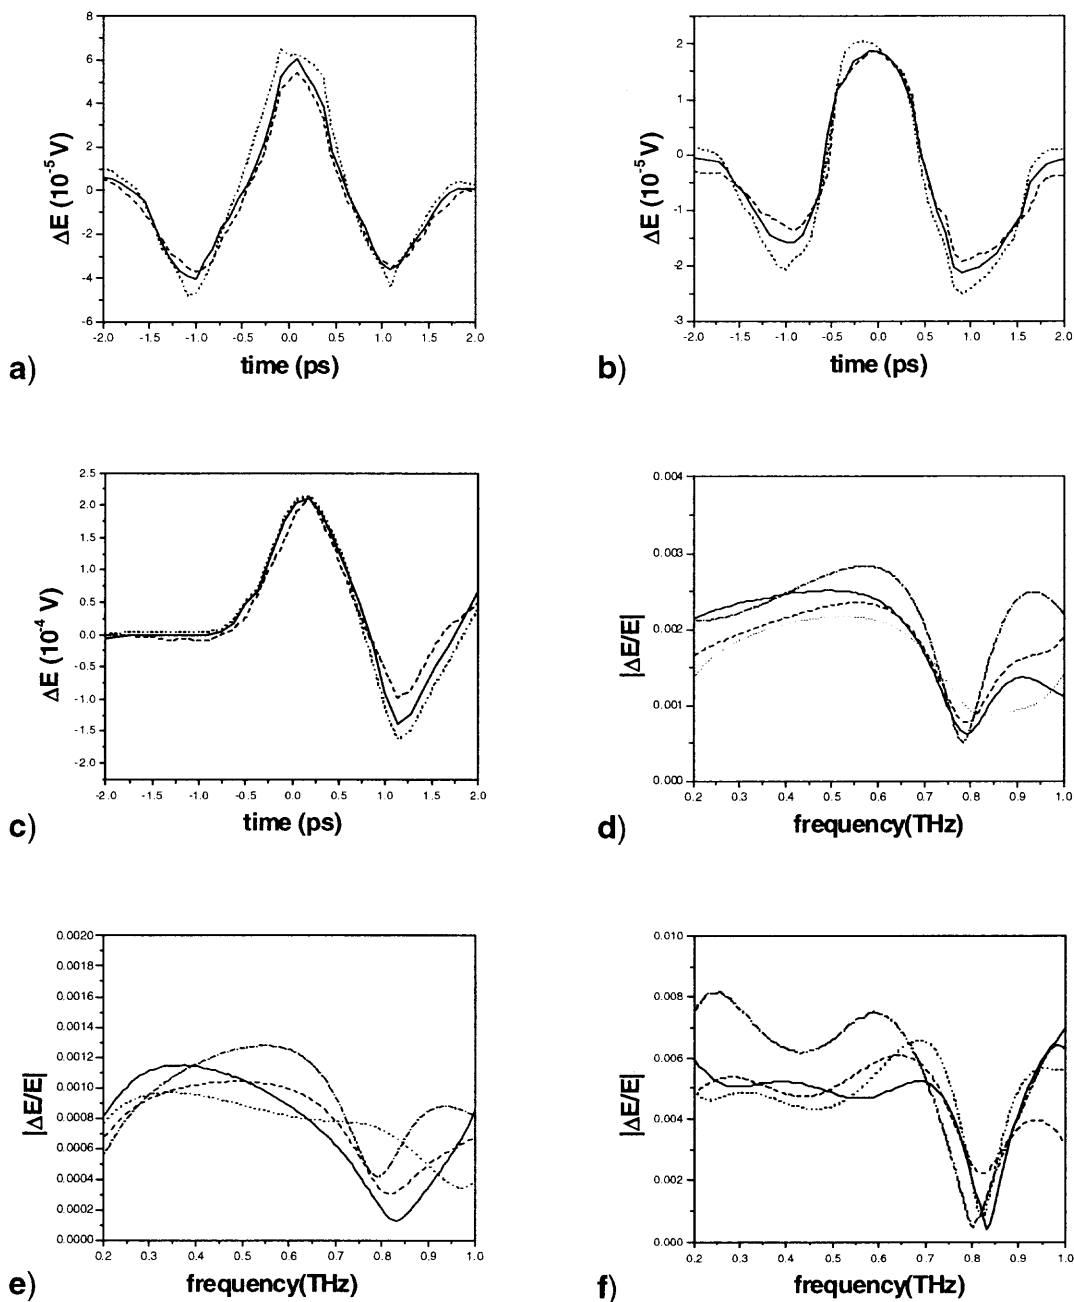 8
6
4
2
0
-2
-4
-6
ΔE (10⁻⁵ V)
-2.0 -1.5 -1.0 -0.5 0.0 0.5 1.0 1.5 2.0
time (ps)
a)
2
1
0
-1
-2
-3
ΔE (10⁻⁵ V)
-2.0 -1.5 -1.0 -0.5 0.0 0.5 1.0 1.5 2.0
time (ps)
b)
2.5
2.0
1.5
1.0
0.5
0.0
-0.5
-1.0
-1.5
-2.0
ΔE (10⁻⁴ V)
-2.0 -1.5 -1.0 -0.5 0.0 0.5 1.0 1.5 2.0
time (ps)
c)
0.004
0.003
0.002
0.001
0.000
|ΔE/E|
0.2 0.3 0.4 0.5 0.6 0.7 0.8 0.9 1.0
frequency(THz)
d)
0.0020
0.0018
0.0016
0.0014
0.0012
0.0010
0.0008
0.0006
0.0004
0.0002
0.0000
|ΔE/E|
0.2 0.3 0.4 0.5 0.6 0.7 0.8 0.9 1.0
frequency(THz)
e)
0.010
0.008
0.006
0.004
0.002
0.000
|ΔE/E|
0.2 0.3 0.4 0.5 0.6 0.7 0.8 0.9 1.0
frequency(THz)
f)